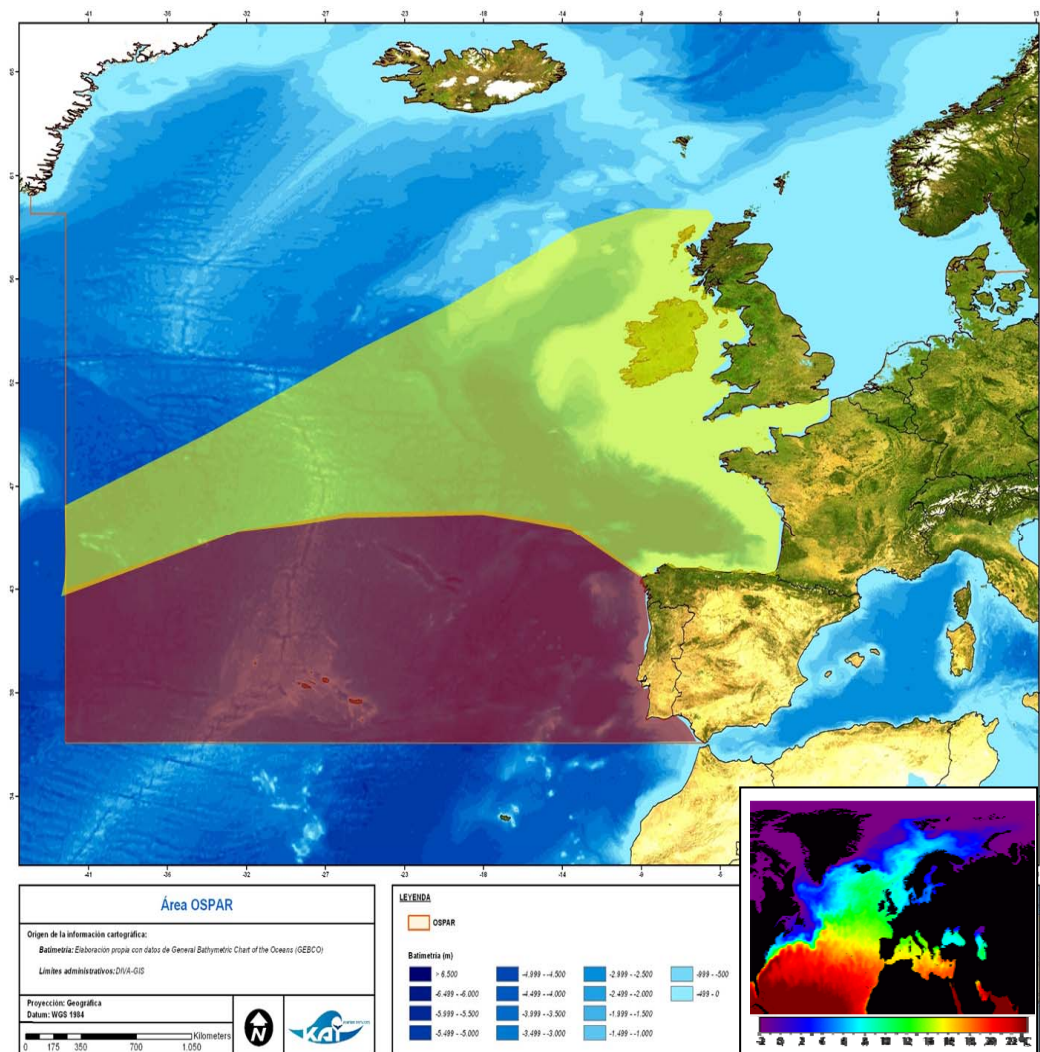 -41 -36 -32 -27 -23 -18 -14 -9 -5 0 4 9 13
Área OSPAR
Origen de la información cartográfica:
Batimetría: Elaboración propia con datos de General Bathymetric Chart of the Oceans (GEBCO)
Límites administrativos: DIVA-GIS
Proyección: Geográfica
Datum: WGS 1984
Kilometers
0 175 350 700 1.050
KAI
LEYENDA
OSPAR
Batimetría (m)
> 6.500
-6.499 - -6.000
-5.999 - -5.500
-5.499 - -5.000
-4.999 - -4.500
-4.499 - -4.000
-3.999 - -3.500
-3.499 - -3.000
-2.999 - -2.500
-2.499 - -2.000
-1.999 - -1.500
-1.499 - -1.000
-999 - -500
-499 - 0